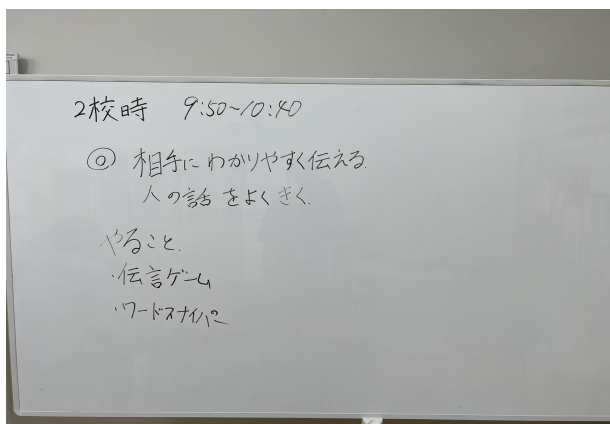 2校時 9:50~10:40
◎ 相手にわかりやすく伝える.
人の話をよくきく.
やること.
・伝言ゲーム
・ワードスナイパー